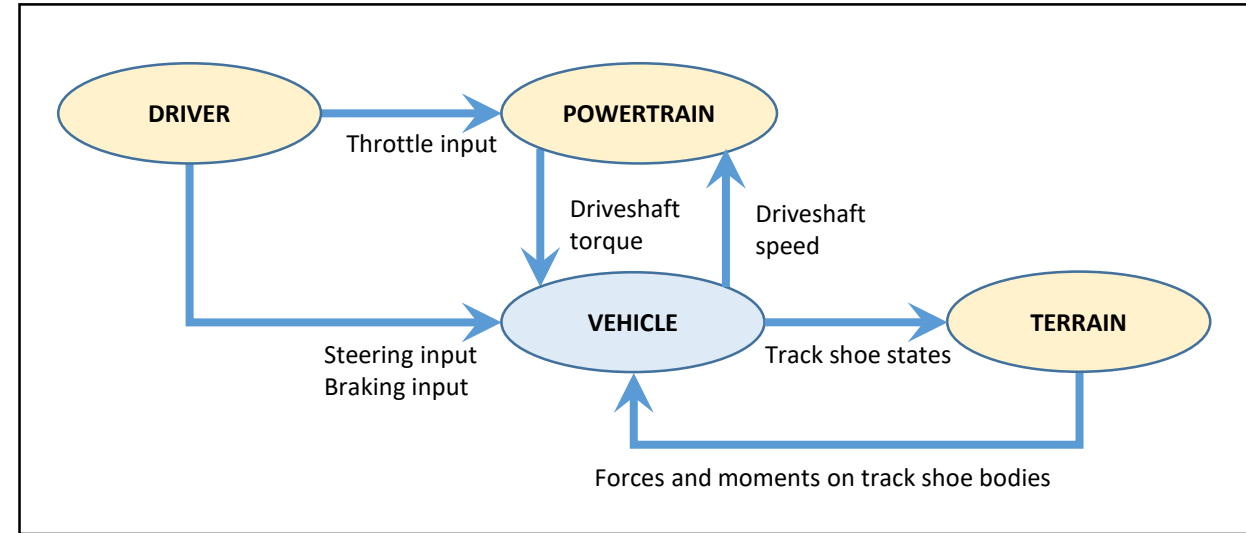 DRIVER
POWERTRAIN
Throttle input
Driveshaft
torque
Driveshaft
speed
VEHICLE
TERRAIN
Steering input
Braking input
Track shoe states
Forces and moments on track shoe bodies